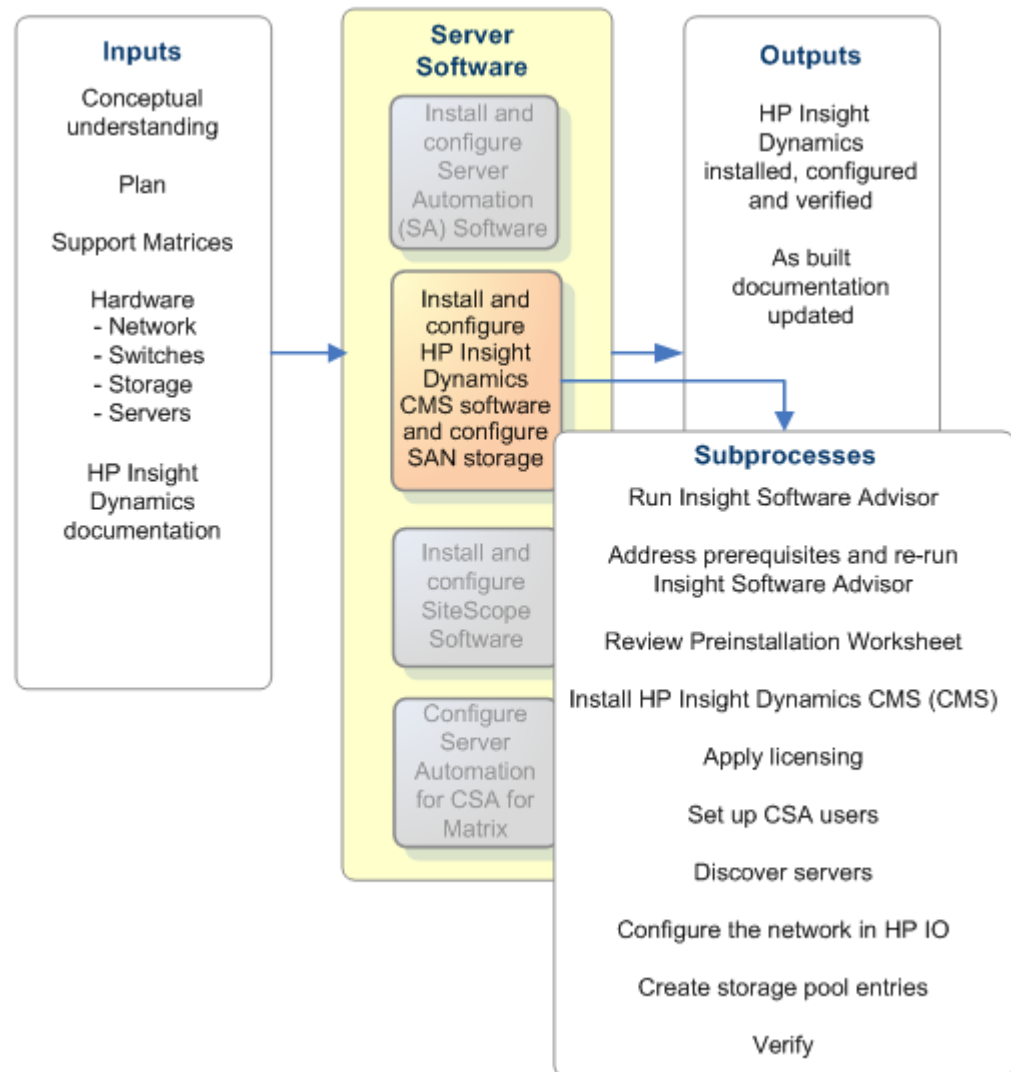 Inputs
Conceptual
understanding
Plan
Support Matrices
Hardware
- Network
- Switches
- Storage
- Servers
HP Insight
Dynamics
documentation
Server
Software
Install and
configure
Server
Automation
(SA) Software
Install and
configure
HP Insight
Dynamics
CMS software
and configure
SAN storage
Install and
configure
SiteScope
Software
Configure
Server
Automation
for CSA for
Matrix
Outputs
HP Insight
Dynamics
installed, configured
and verified
As built
documentation
updated
Subprocesses
Run Insight Software Advisor
Address prerequisites and re-run
Insight Software Advisor
Review Preinstallation Worksheet
Install HP Insight Dynamics CMS (CMS)
Apply licensing
Set up CSA users
Discover servers
Configure the network in HP IO
Create storage pool entries
Verify